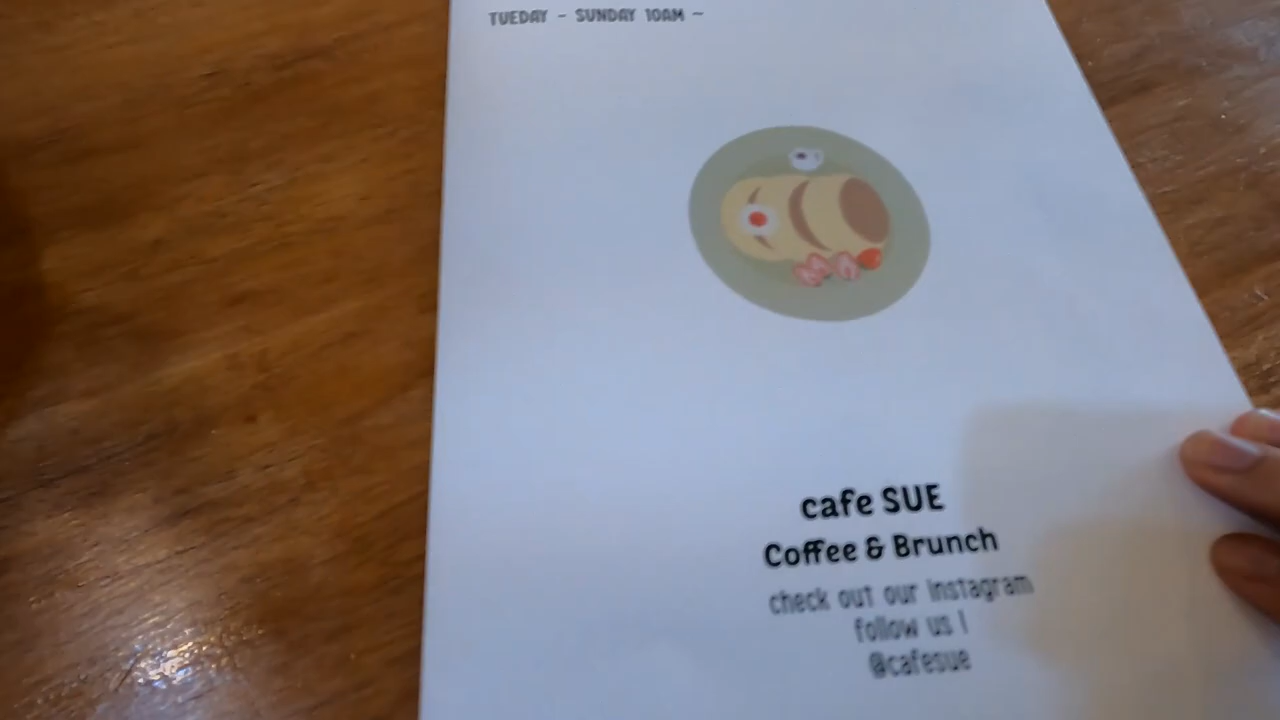 TUEDAY - SUNDAY 10AM ~
cafe SUE
Coffee & Brunch
check out our instagram
follow us !
@cafesue